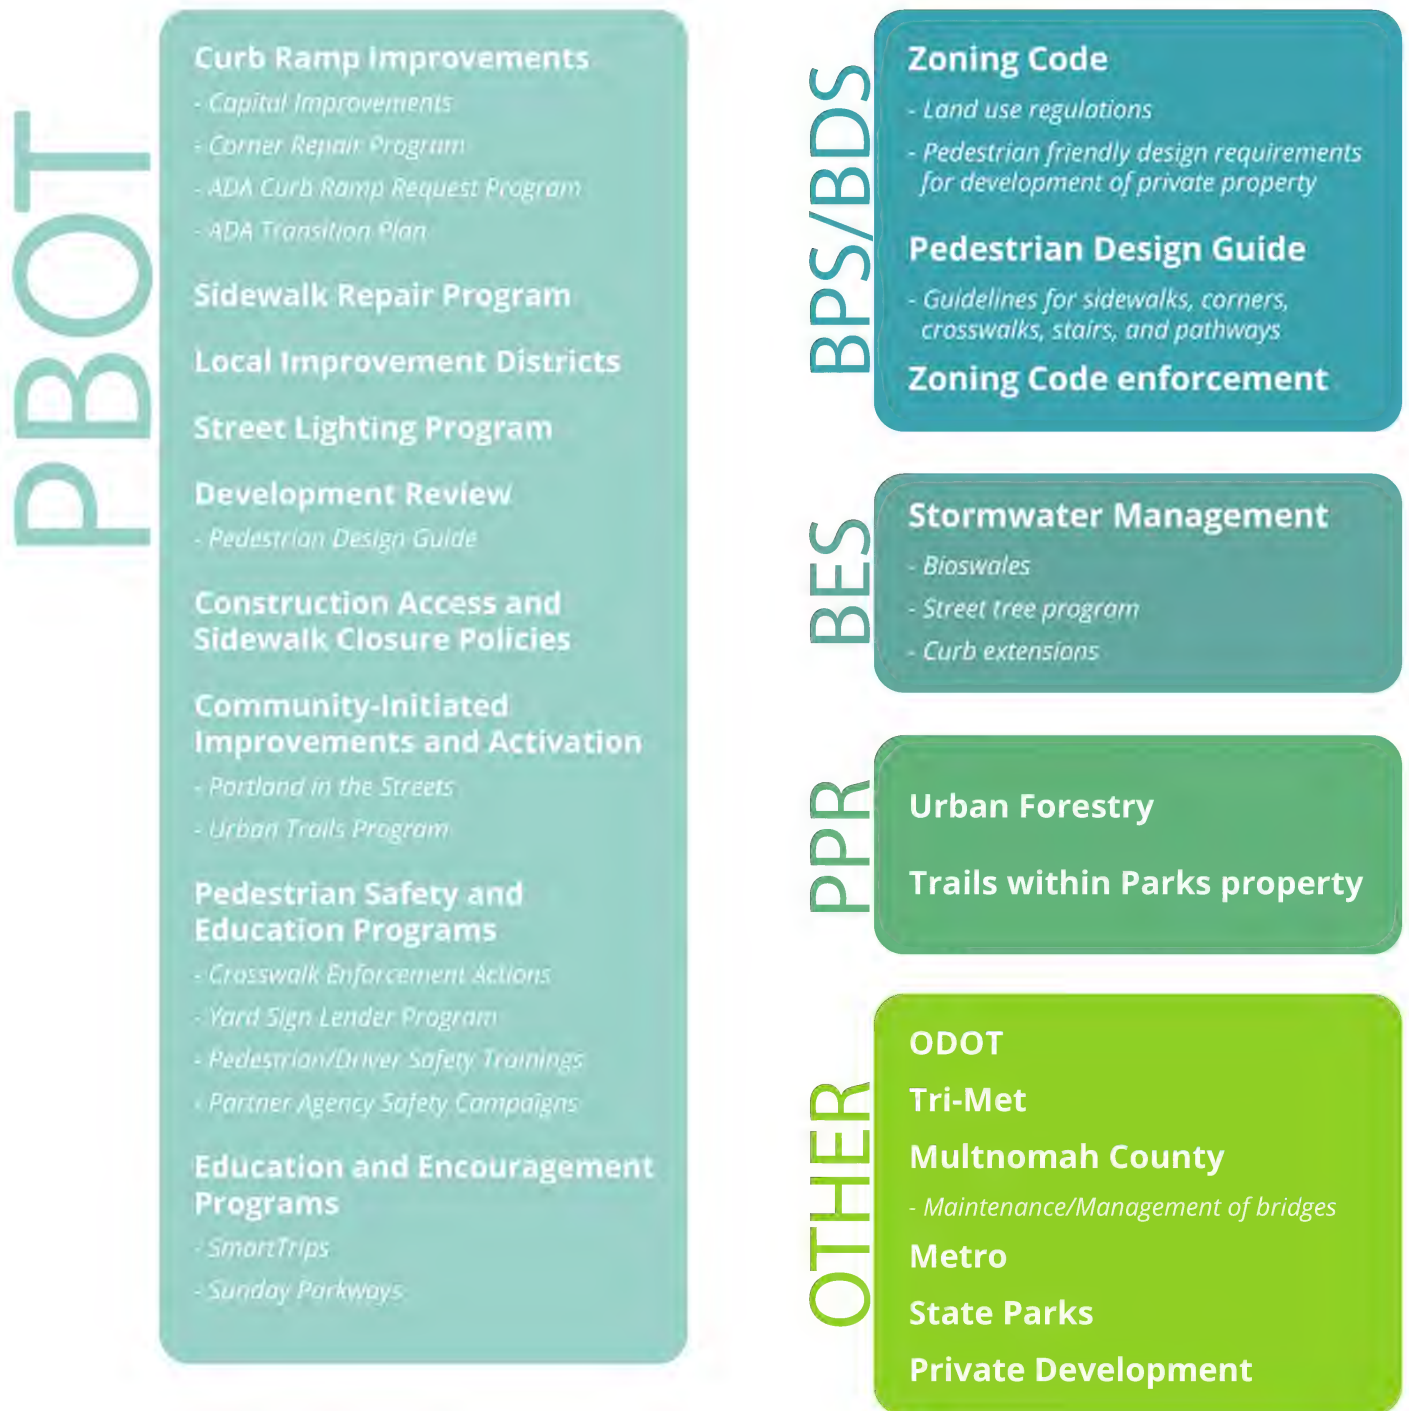 PBOT
Curb Ramp Improvements
- Capital Improvements
- Corner Repair Program
- ADA Curb Ramp Request Program
- ADA Transition Plan
Sidewalk Repair Program
Local Improvement Districts
Street Lighting Program
Development Review
- Pedestrian Design Guide
Construction Access and
Sidewalk Closure Policies
Community-Initiated
Improvements and Activation
- Portland in the Streets
- Urban Trails Program
Pedestrian Safety and
Education Programs
- Crosswalk Enforcement Actions
- Yard Sign Lender Program
- Pedestrian/Driver Safety Trainings
- Partner Agency Safety Campaigns
Education and Encouragement
Programs
- SmartTrips
- Sunday Parkways
BPS/BDS
Zoning Code
- Land use regulations
- Pedestrian friendly design requirements
for development of private property
Pedestrian Design Guide
- Guidelines for sidewalks, corners,
crosswalks, stairs, and pathways
Zoning Code enforcement
BES
Stormwater Management
- Bioswales
- Street tree program
- Curb extensions
PPR
Urban Forestry
Trails within Parks property
OTHER
ODOT
Tri-Met
Multnomah County
- Maintenance/Management of bridges
Metro
State Parks
Private Development